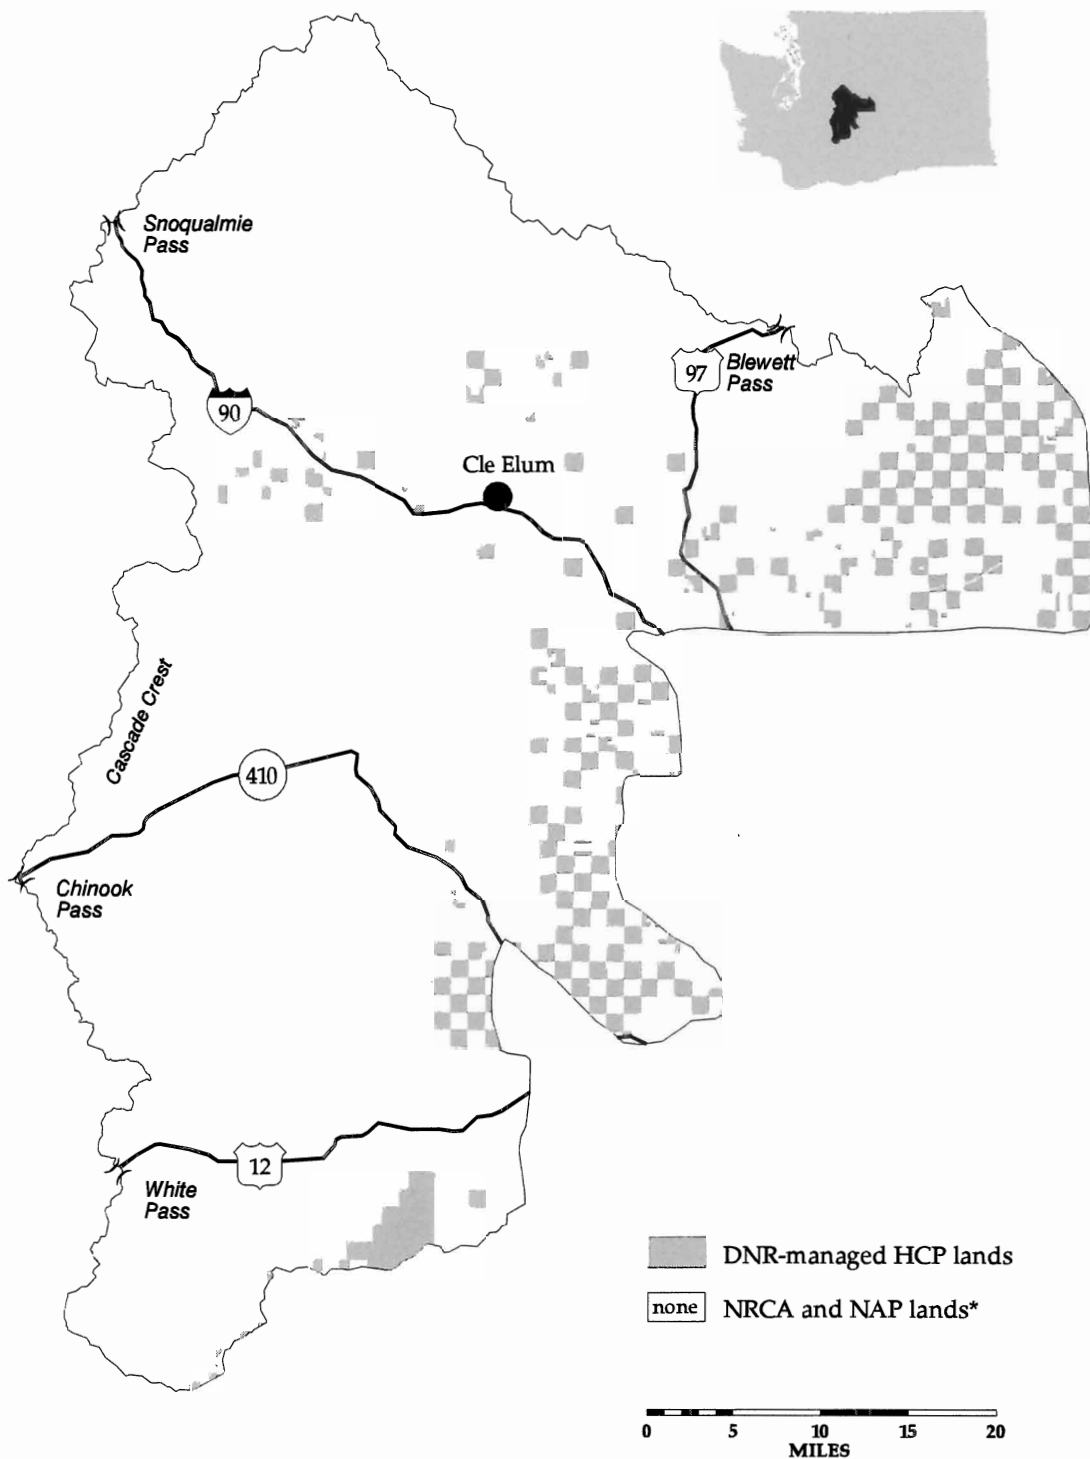 Snoqualmie
Pass
97
Blewett
Pass
90
Cle Elum
Cascade Crest
410
Chinook
Pass
12
White
Pass
DNR-managed HCP lands
none NRCA and NAP lands*
0 5 10 15 20
MILES